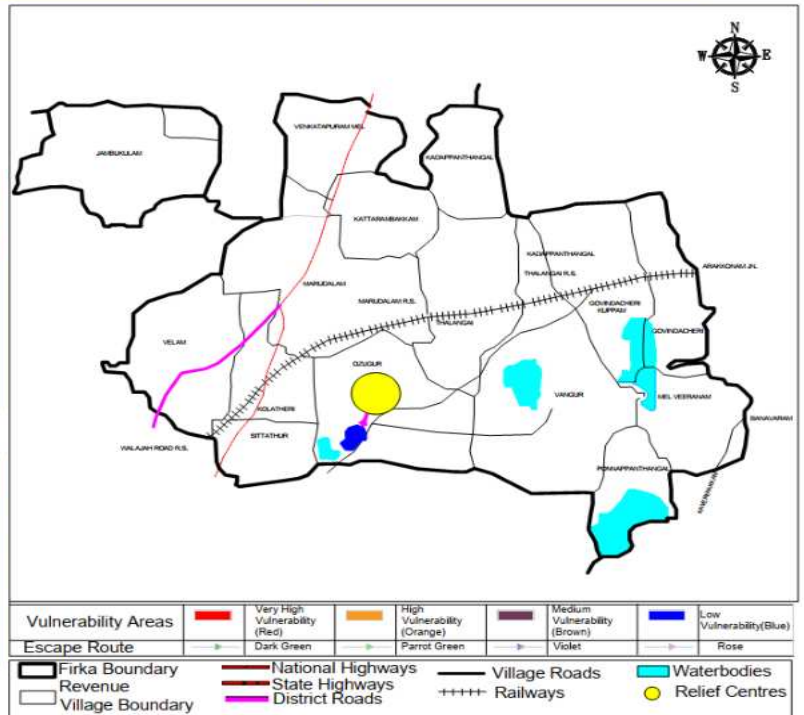 N
W E
S
VENKATAPURAM MEL
JAMBUKULAM
KADAPPANTHANGAL
KATTARAMBAKKAM
KADAPPANTHANGAL
ARAKKONAM JN.
THALANGAI R.S.
MARUDALAM
MARUDALAM R.S.
GOVINDACHERI
KUPPAM
THALANGAI
GOVINDACHERI
VELAM
OZUGUR
VANGUR
MEL VEERANAM
KOLATHERI
BANAVARAM
SITTATHUR
WALAJAH ROAD R.S.
PONNAPPANTHANGAL
Vulnerability Areas
Very High
Vulnerability
(Red)
High
Vulnerability
(Orange)
Medium
Vulnerability
(Brown)
Low
Vulnerability(Blue)
Escape Route
Dark Green
Parrot Green
Violet
Rose
Firka Boundary
Revenue
Village Boundary
National Highways
State Highways
District Roads
Village Roads
Railways
Waterbodies
Relief Centres